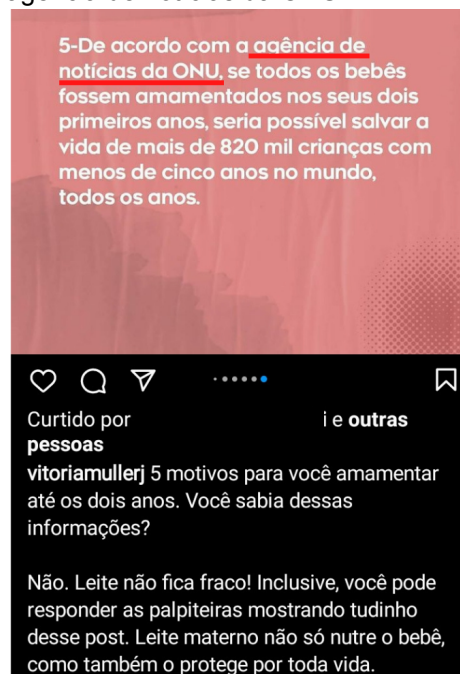 5-De acordo com a agência de
notícias da ONU, se todos os bebês
fossem amamentados nos seus dois
primeiros anos, seria possível salvar a
vida de mais de 820 mil crianças com
menos de cinco anos no mundo,
todos os anos.
Curtido por i e outras
pessoas
vitoriamullerj 5 motivos para você amamentar
até os dois anos. Você sabia dessas
informações?
Não. Leite não fica fraco! Inclusive, você pode
responder as palpiteiras mostrando tudinho
desse post. Leite materno não só nutre o bebê,
como também o protege por toda vida.